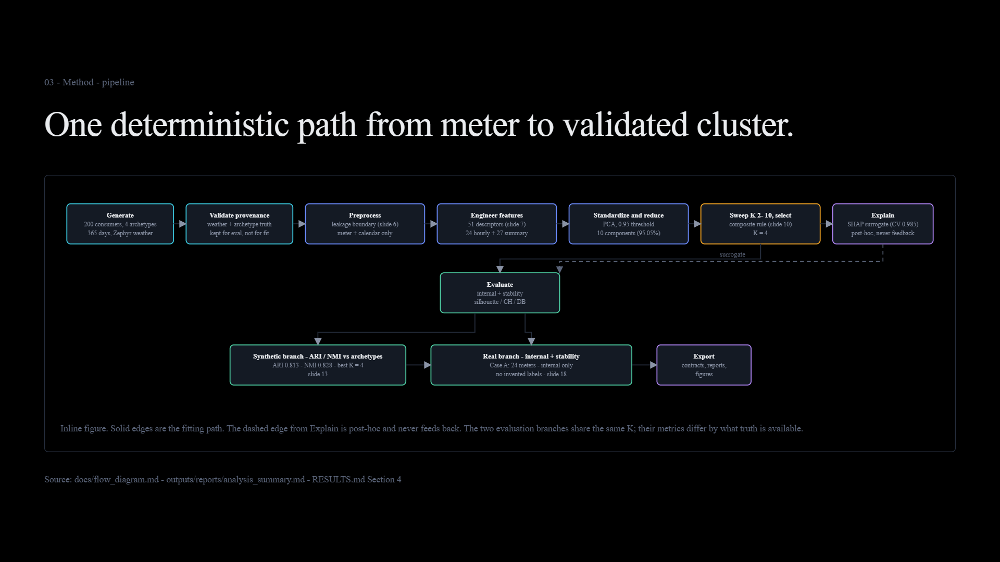 03 - Method - pipeline
One deterministic path from meter to validated cluster.
Generate
200 consumers, 4 archetypes
365 days, Zephyr weather
Validate provenance
weather + archetype truth
kept for eval, not for fit
Preprocess
leakage boundary (slide 6)
meter + calendar only
Engineer features
51 descriptors (slide 7)
24 hourly + 27 summary
Standardize and reduce
PCA, 0.95 threshold
10 components (95.05%)
Sweep K 2- 10, select
composite rule (slide 10)
K = 4
Explain
SHAP surrogate (CV 0.985)
post-hoc, never feedback
surrogate
Evaluate
internal + stability
silhouette / CH / DB
Synthetic branch - ARI / NMI vs archetypes
ARI 0.813 - NMI 0.828 - best K = 4
slide 13
Real branch - internal + stability
Case A: 24 meters - internal only
no invented labels - slide 18
Export
contracts, reports,
figures
Inline figure. Solid edges are the fitting path. The dashed edge from Explain is post-hoc and never feeds back. The two evaluation branches share the same K; their metrics differ by what truth is available.
Source: docs/flow_diagram.md - outputs/reports/analysis_summary.md - RESULTS.md Section 4